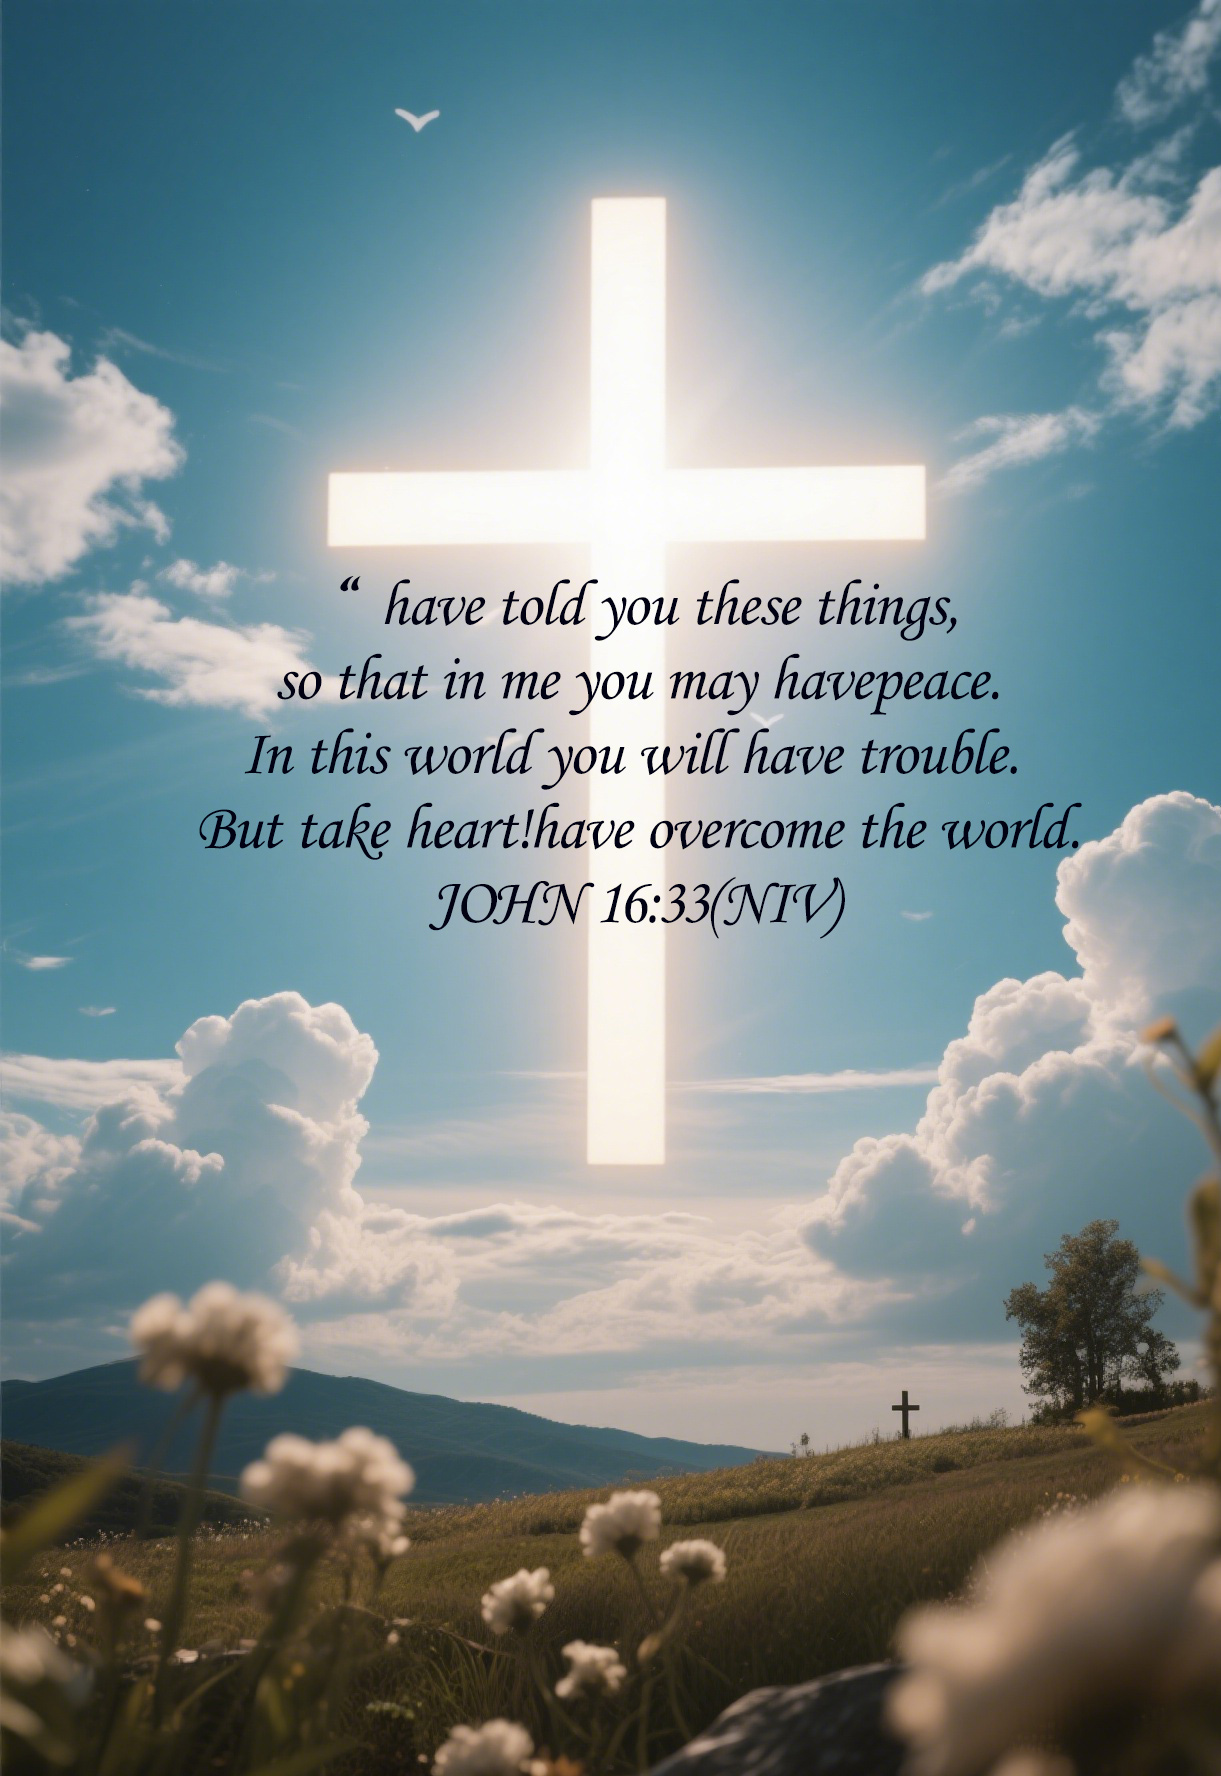 “ have told you these things,
so that in me you may havepeace.
In this world you will have trouble.
But take heart!have overcome the world.
JOHN 16:33(NIV)